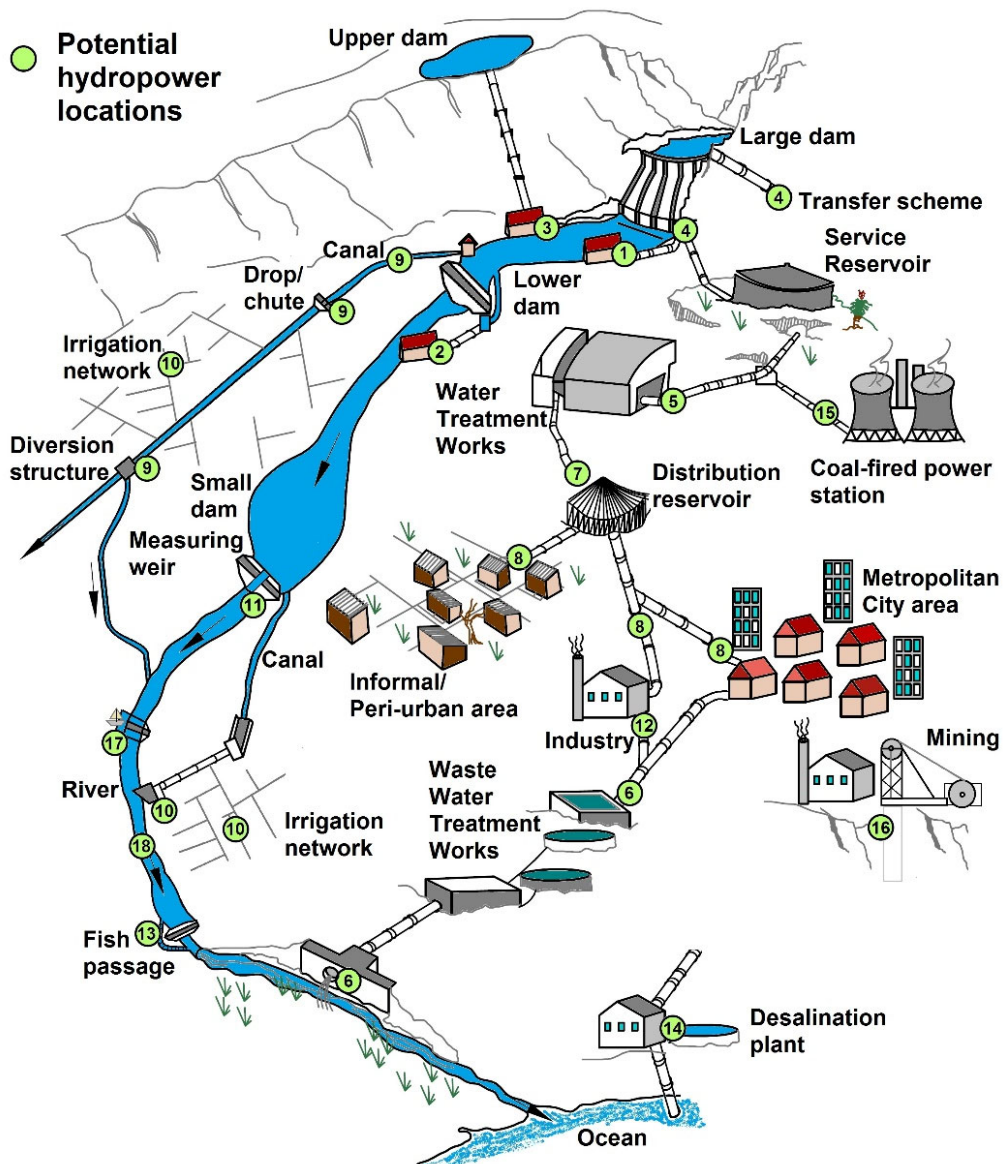 Potential
hydropower
locations
Upper dam
Large dam
4
Transfer scheme
3
4
1
Service
Reservoir
Canal
9
Drop/
chute
9
Lower
dam
Irrigation
network
10
2
Water
Treatment
Works
5
15
Diversion
structure
9
7
Coal-fired power
station
Small
dam
Distribution
reservoir
Measuring
weir
8
11
Metropolitan
City area
8
8
Canal
Informal/
Peri-urban area
17
12
Industry
Mining
River
10
10
Irrigation
network
Waste
Water
Treatment
Works
6
16
18
13
Fish
passage
6
14
Desalination
plant
Ocean